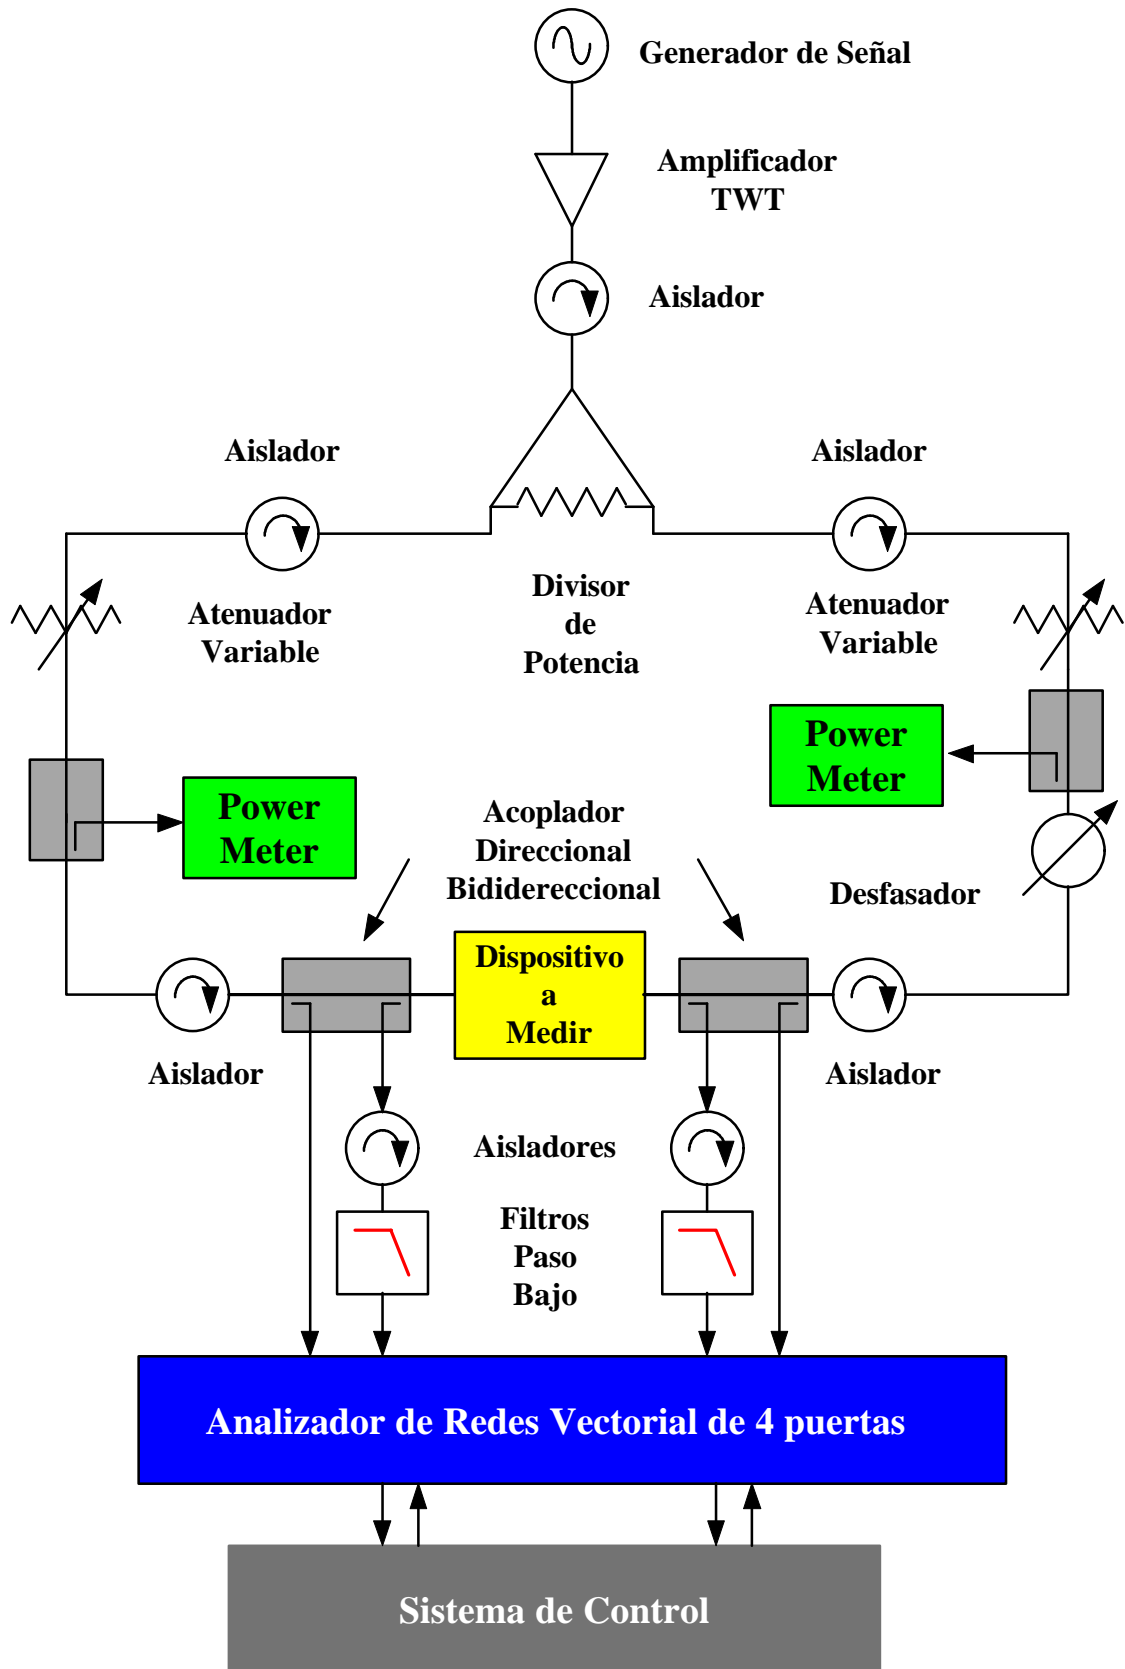 Generador de Señal
Amplificador
TWT
Aislador
Aislador
Aislador
Divisor
de
Potencia
Atenuador
Variable
Atenuador
Variable
Power
Meter
Power
Meter
Acoplador
Direccional
Bididereccional
Desfasador
Dispositivo
a
Medir
Aislador
Aislador
Aisladores
Filtros
Paso
Bajo
Analizador de Redes Vectorial de 4 puertas
Sistema de Control